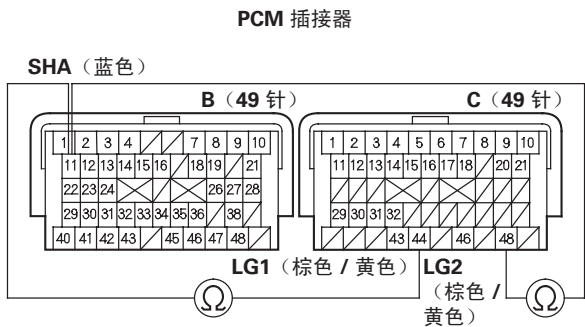 PCM 插接器
SHA（蓝色）
B（49 针） C（49 针）
1 2 3 4 7 8 9 10 1 2 3 4 5 6 7 8 9 10
11 12 13 14 15 16 18 19 21 11 12 13 14 15 16 17 18 20 21
22 23 24 26 27 28
29 30 31 32 33 34 35 36 38 29 30 31 32
40 41 42 43 45 46 47 48 43 44 46 48
LG1（棕色 / 黄色） LG2
（棕色 /
黄色）
Ω Ω